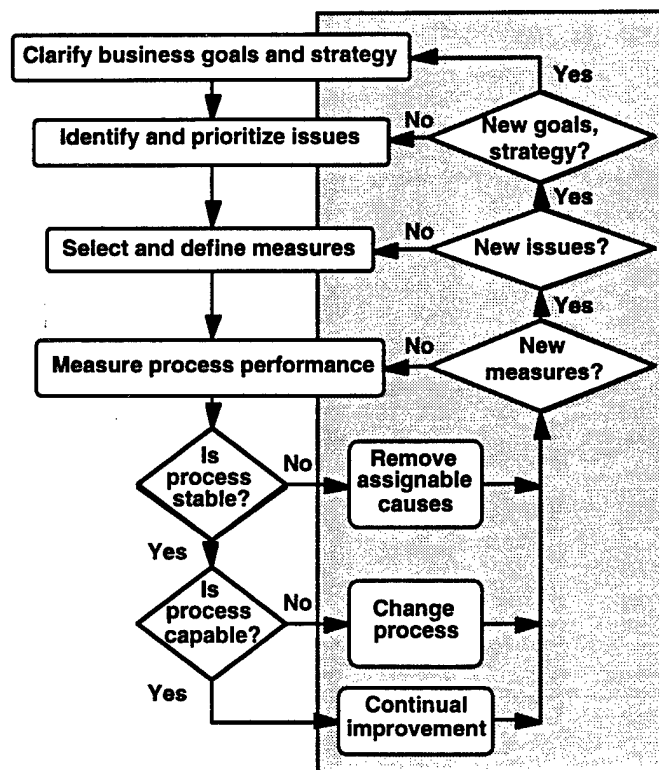 Clarify business goals and strategy
Yes
Identify and prioritize issues
No
New goals,
strategy?
Yes
Select and define measures
No
New issues?
Yes
Measure process performance
No
New
measures?
Is
process
stable?
No
Remove
assignable
causes
Yes
Is
process
capable?
No
Change
process
Yes
Continual
improvement